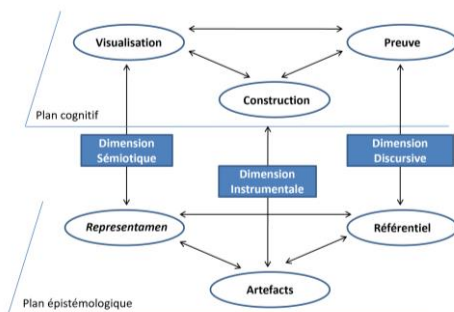 Visualisation
Preuve
Construction
Plan cognitif
Dimension
Sémiotique
Dimension
Instrumentale
Dimension
Discursive
Representamen
Référentiel
Artefacts
Plan épistémologique